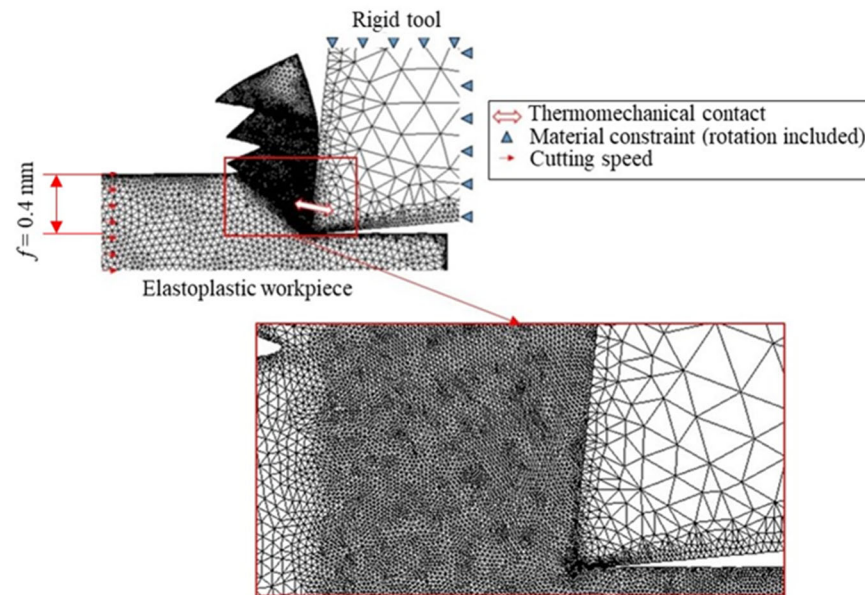 Rigid tool
Thermomechanical contact
Material constraint (rotation included)
Cutting speed
f = 0.4 mm
Elastoplastic workpiece